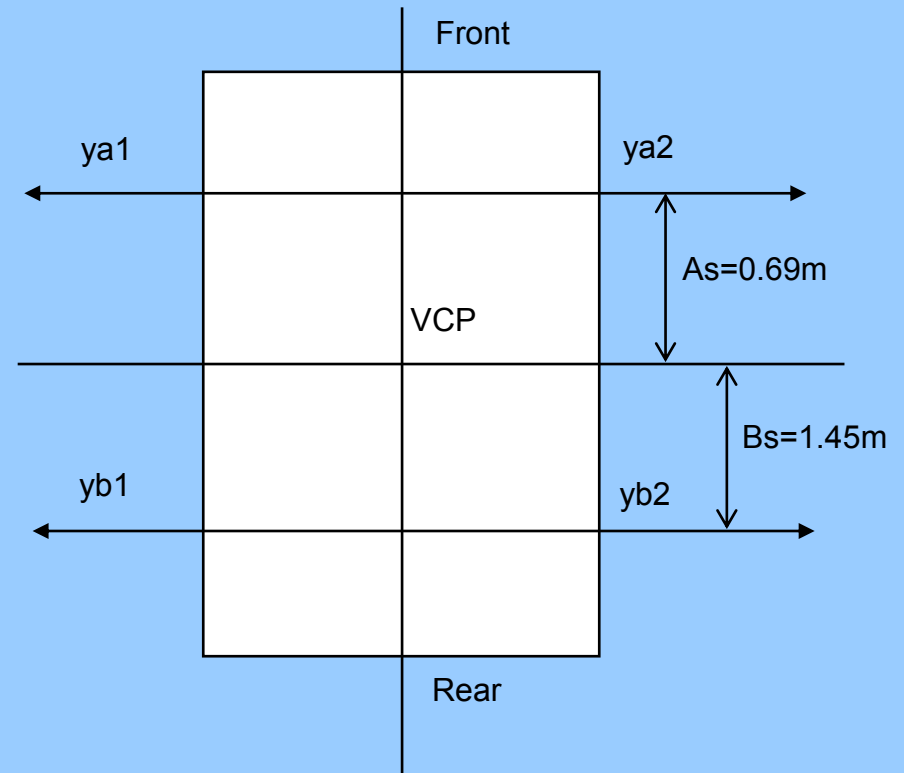 Front
ya1
ya2
As=0.69m
VCP
Bs=1.45m
yb1
yb2
Rear